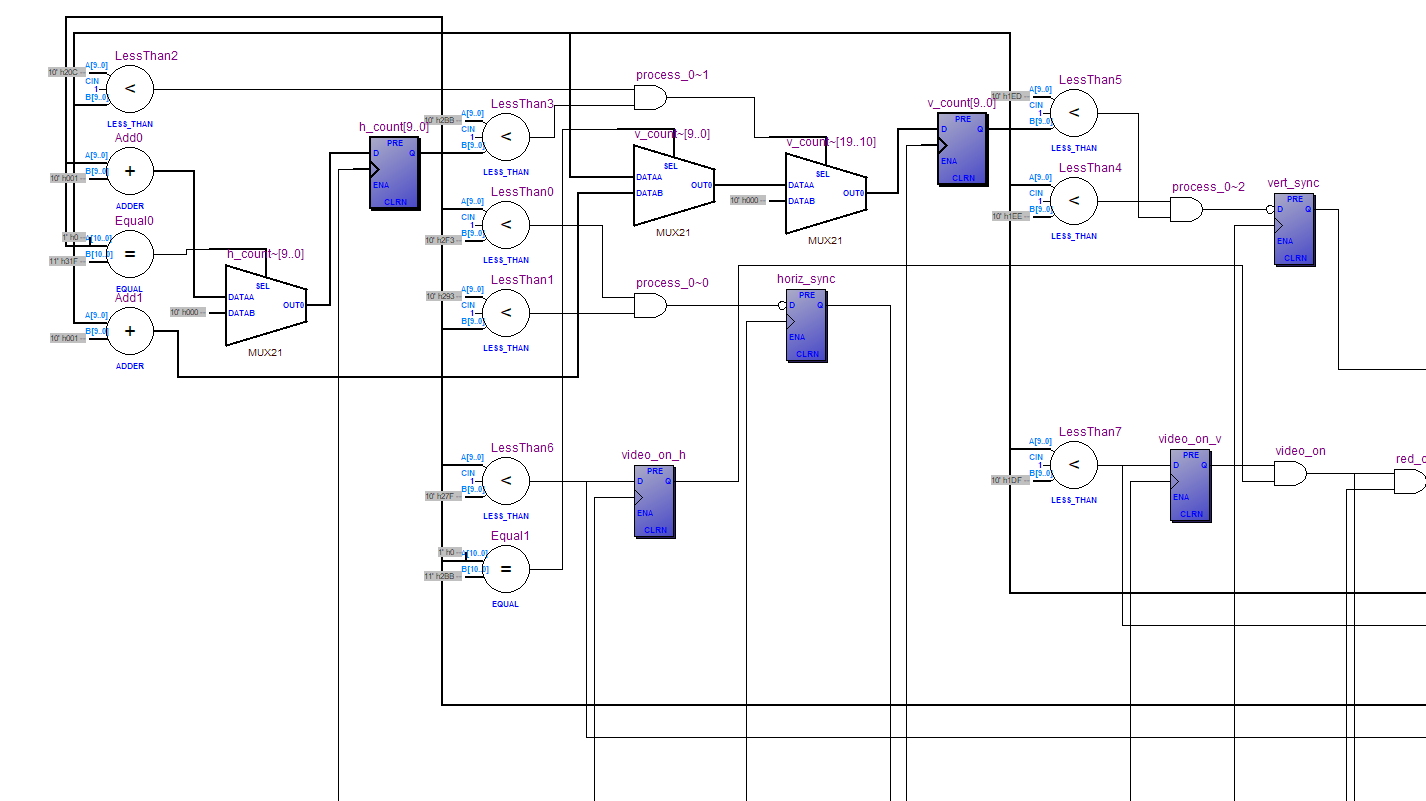 LessThan2
10' h20C --
A[9..0]
CIN
1
B[9..0]
<
LESS_THAN
Add0
A[9..0]
10' h001 --
B[9..0]
+
ADDER
Equal0
1' h0 --
A[10..0]
11' h31F --
B[10..0]
=
EQUAL
Add1
A[9..0]
10' h001 --
B[9..0]
+
ADDER
h_count~[9..0]
SEL
DATAA
10' h000 --
DATAB
OUT0
MUX21
h_count[9..0]
PRE
D
Q
ENA
CLRN
LessThan3
10' h2BB --
A[9..0]
CIN
1
B[9..0]
<
LESS_THAN
LessThan0
A[9..0]
CIN
1
10' h2F3 --
B[9..0]
<
LESS_THAN
LessThan1
10' h293 --
A[9..0]
CIN
1
B[9..0]
<
LESS_THAN
LessThan6
A[9..0]
CIN
1
10' h27F --
B[9..0]
<
LESS_THAN
Equal1
1' h0 --
A[10..0]
11' h2BB --
B[10..0]
=
EQUAL
process_0~1
v_count~[9..0]
SEL
DATAA
DATAB
OUT0
MUX21
process_0~0
video_on_h
PRE
D
Q
ENA
CLRN
v_count~[19..10]
SEL
DATAA
10' h000 --
DATAB
OUT0
MUX21
horiz_sync
PRE
D
Q
ENA
CLRN
v_count[9..0]
PRE
D
Q
ENA
CLRN
LessThan5
10' h1ED --
A[9..0]
CIN
1
B[9..0]
<
LESS_THAN
LessThan4
A[9..0]
CIN
1
10' h1EE --
B[9..0]
<
LESS_THAN
process_0~2
vert_sync
PRE
D
Q
ENA
CLRN
LessThan7
A[9..0]
CIN
1
10' h1DF --
B[9..0]
<
LESS_THAN
video_on_v
PRE
D
Q
ENA
CLRN
video_on